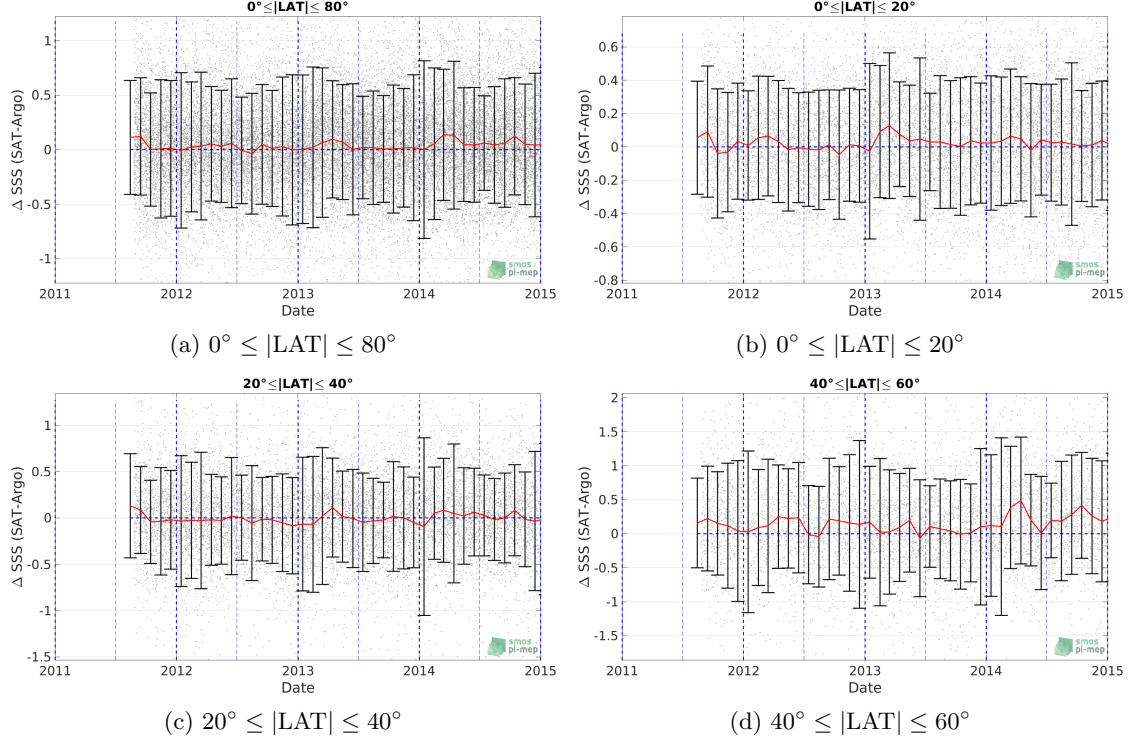 0°≤|LAT|≤ 80°
Δ SSS (SAT-Argo)
1
0.5
0
-0.5
-1
2011 2012 2013 2014 2015
Date
smos
pi-mep
(a) 0° ≤ |LAT| ≤ 80°
0°≤|LAT|≤ 20°
Δ SSS (SAT-Argo)
0.6
0.4
0.2
0
-0.2
-0.4
-0.6
-0.8
2011 2012 2013 2014 2015
Date
smos
pi-mep
(b) 0° ≤ |LAT| ≤ 20°
20°≤|LAT|≤ 40°
Δ SSS (SAT-Argo)
1
0.5
0
-0.5
-1
-1.5
2011 2012 2013 2014 2015
Date
smos
pi-mep
(c) 20° ≤ |LAT| ≤ 40°
40°≤|LAT|≤ 60°
Δ SSS (SAT-Argo)
2
1.5
1
0.5
0
-0.5
-1
-1.5
2011 2012 2013 2014 2015
Date
smos
pi-mep
(d) 40° ≤ |LAT| ≤ 60°